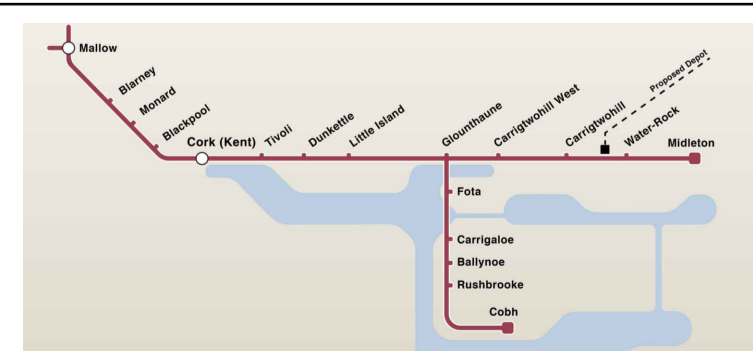 Mallow
Blarney
Monard
Blackpool
Cork (Kent)
Tivoli
Dunkettle
Little Island
Glounthaune
Carrigtwohill West
Carrigtwohill
Proposed Depot
Water-Rock
Midleton
Fota
Carrigaloe
Ballynoe
Rushbrooke
Cobh